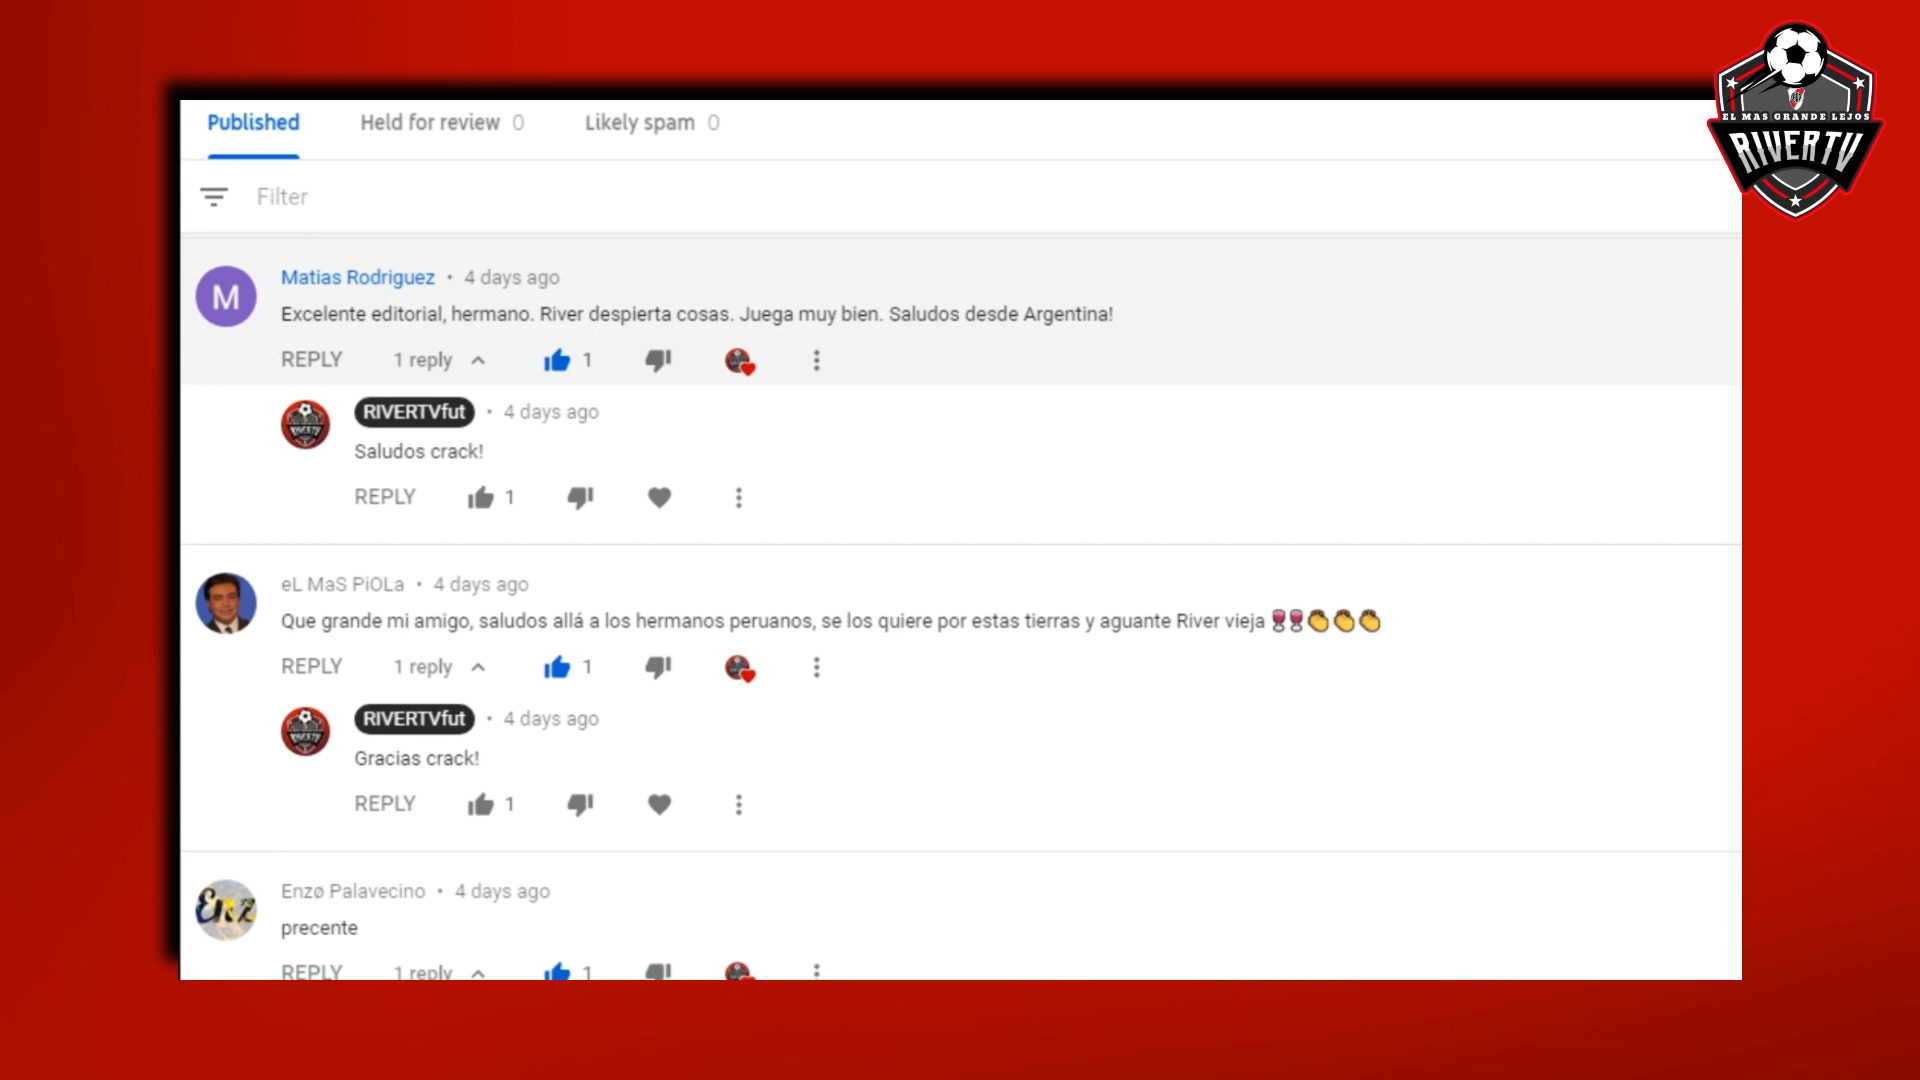 EL MAS GRANDE LEJOS
RIVERTV
Published Held for review 0 Likely spam 0
Filter
M
Matias Rodriguez • 4 days ago
Excelente editorial, hermano. River despierta cosas. Juega muy bien. Saludos desde Argentina!
REPLY 1 reply 1
RIVERTVfut • 4 days ago
Saludos crack!
REPLY 1
eL MaS PiOLa • 4 days ago
Que grande mi amigo, saludos allá a los hermanos peruanos, se los quiere por estas tierras y aguante River vieja 🍷🍷👏👏👏
REPLY 1 reply 1
RIVERTVfut • 4 days ago
Gracias crack!
REPLY 1
Enzø Palavecino • 4 days ago
precente
REPLY 1 reply 1